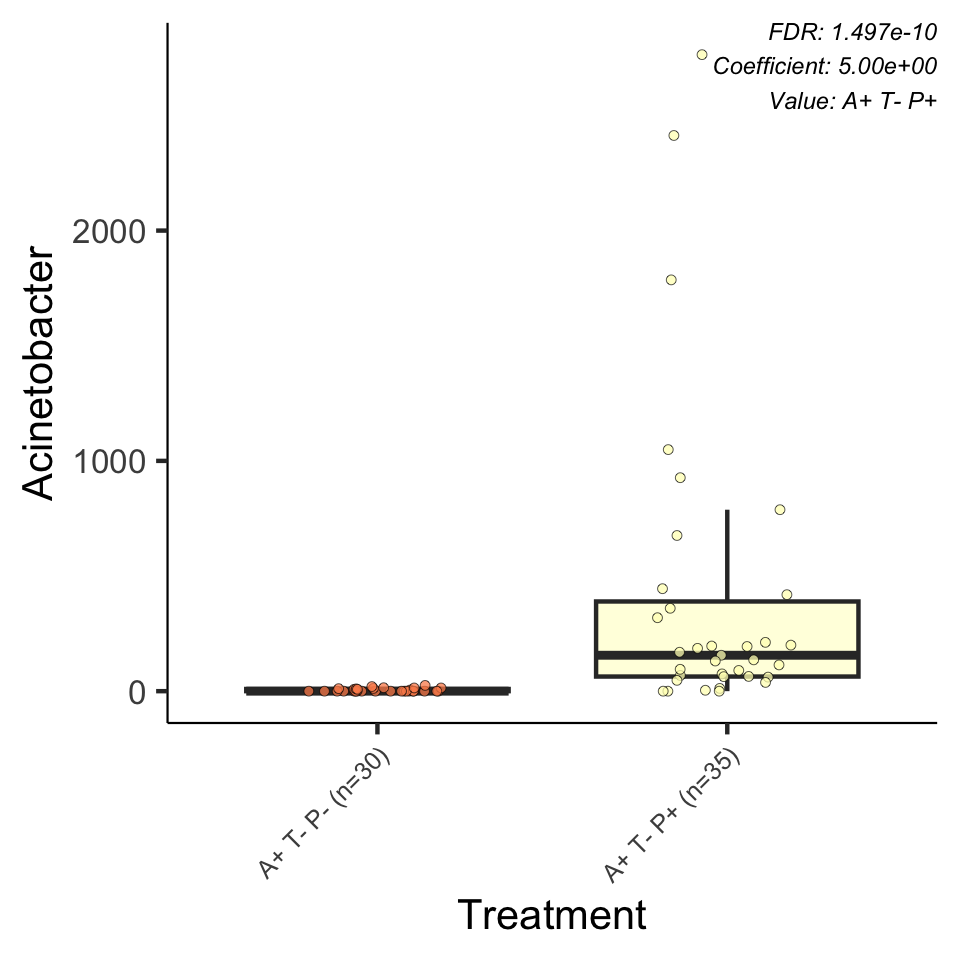 FDR: 1.497e-10
Coefficient: 5.00e+00
Value: A+ T- P+
Acinetobacter
2000
1000
0
A+ T- P- (n=30)
A+ T- P+ (n=35)
Treatment